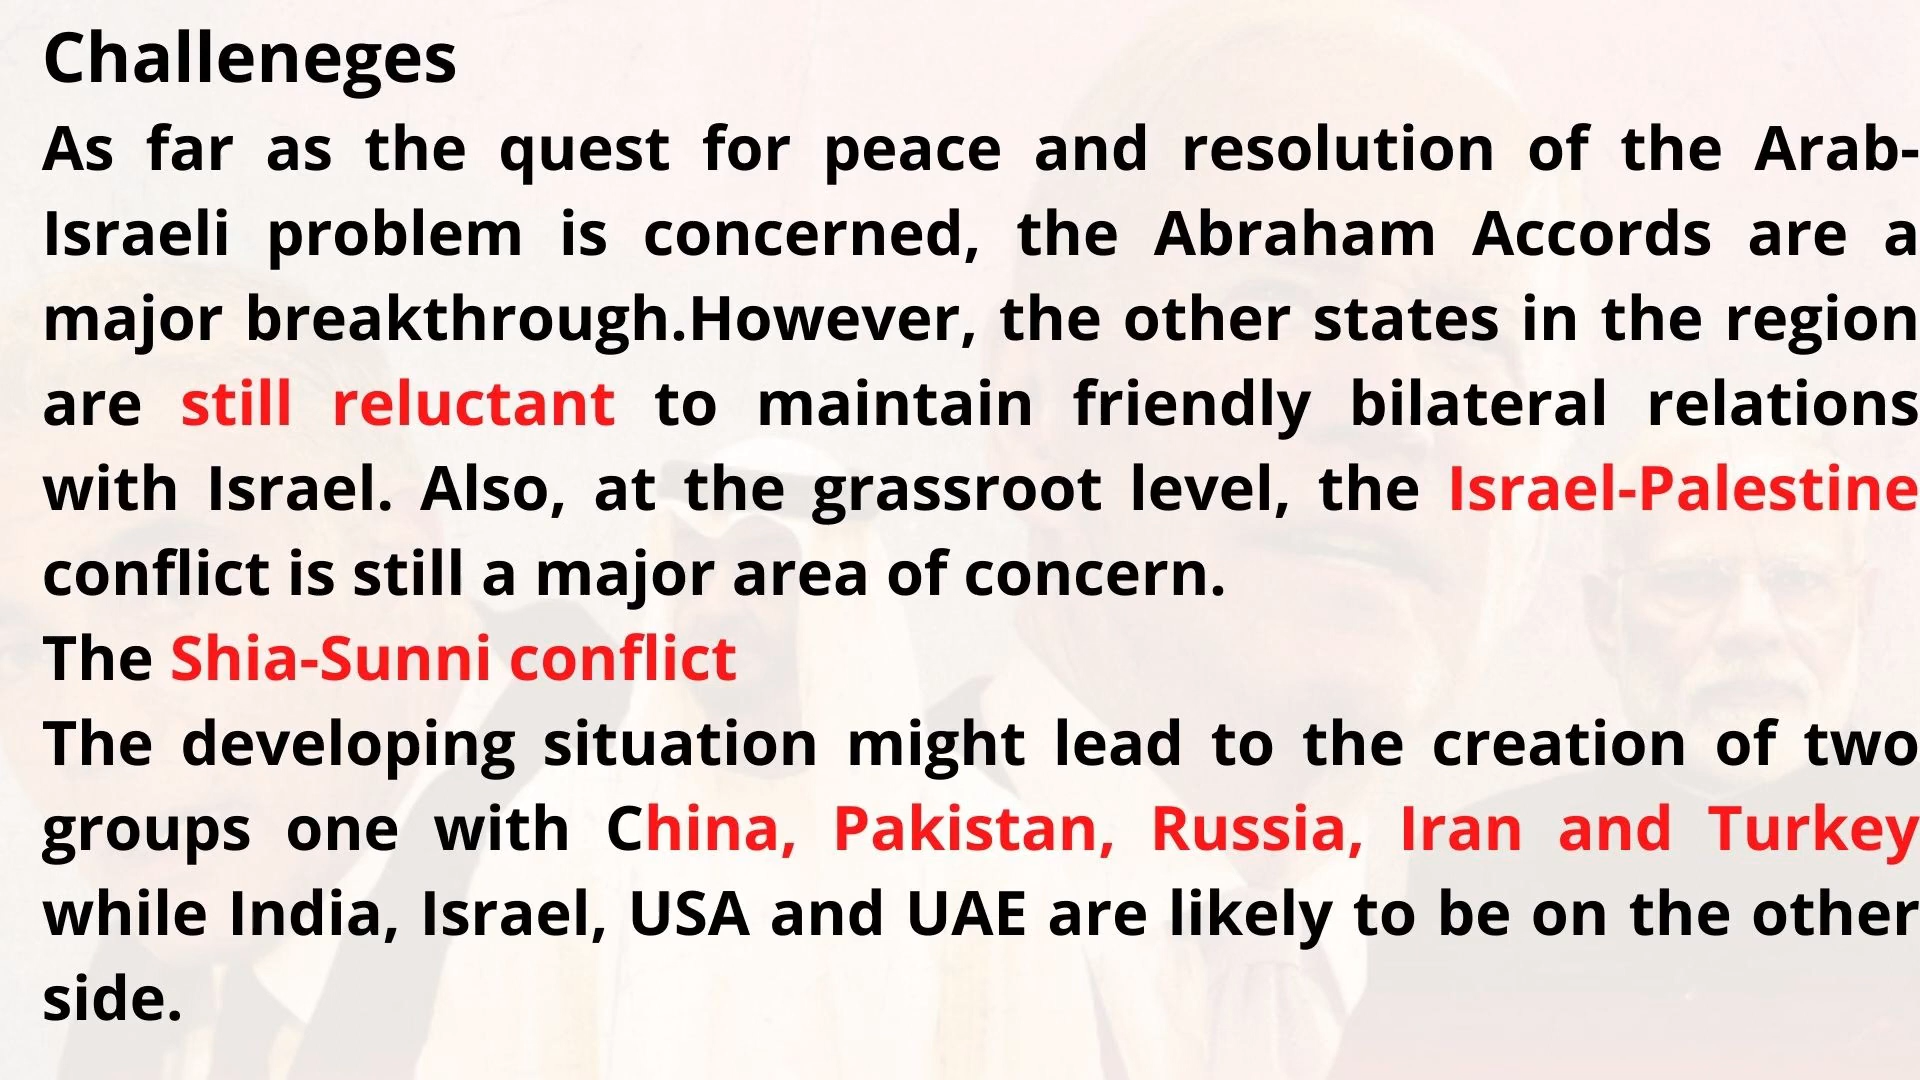 Challeneges
As far as the quest for peace and resolution of the Arab-
Israeli problem is concerned, the Abraham Accords are a
major breakthrough.However, the other states in the region
are still reluctant to maintain friendly bilateral relations
with Israel. Also, at the grassroot level, the Israel-Palestine
conflict is still a major area of concern.
The Shia-Sunni conflict
The developing situation might lead to the creation of two
groups one with China, Pakistan, Russia, Iran and Turkey
while India, Israel, USA and UAE are likely to be on the other
side.